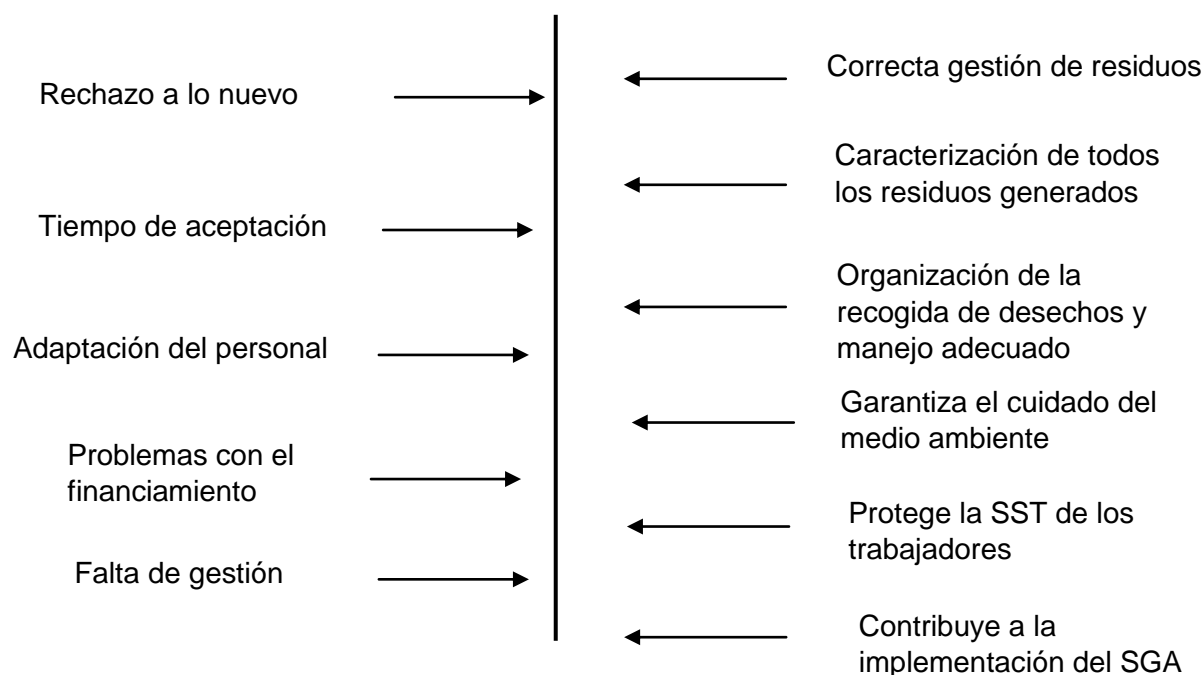 Rechazo a lo nuevo
Tiempo de aceptación
Adaptación del personal
Problemas con el
financiamiento
Falta de gestión
Correcta gestión de residuos
Caracterización de todos
los residuos generados
Organización de la
recogida de desechos y
manejo adecuado
Garantiza el cuidado del
medio ambiente
Protege la SST de los
trabajadores
Contribuye a la
implementación del SGA